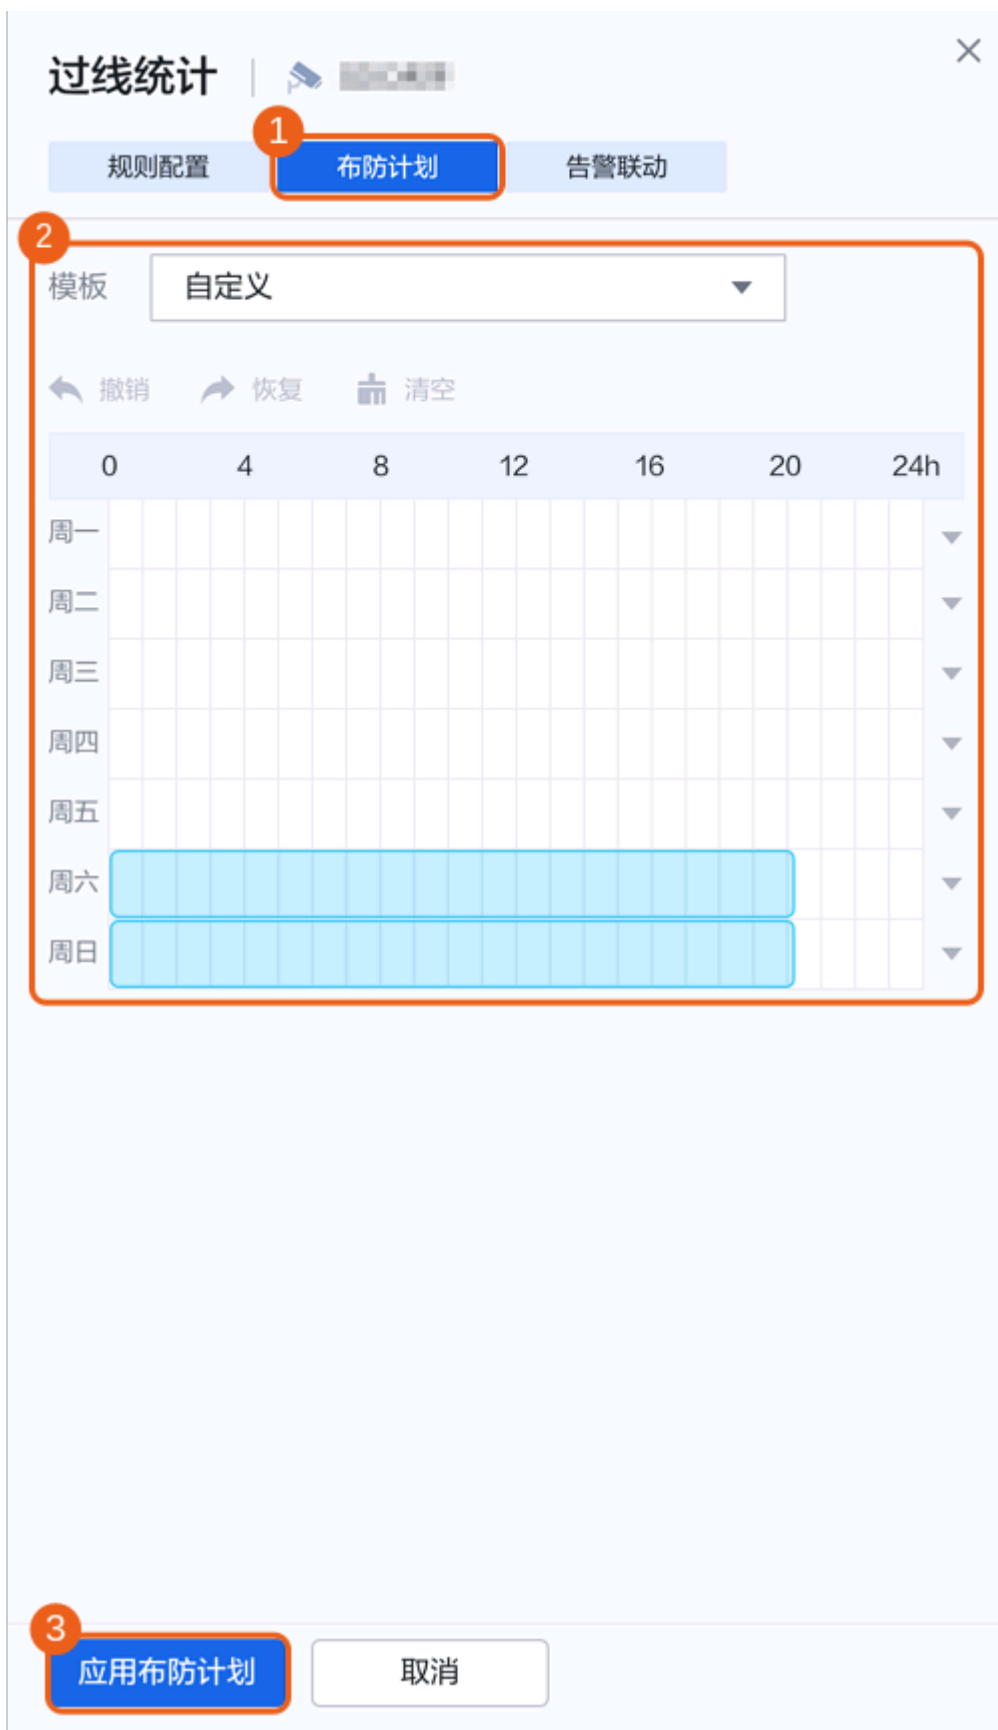 过线统计
1
规则配置 布防计划 告警联动
2
模板 自定义
撤销 恢复 清空
0 4 8 12 16 20 24h
周一
周二
周三
周四
周五
周六
周日
3
应用布防计划 取消